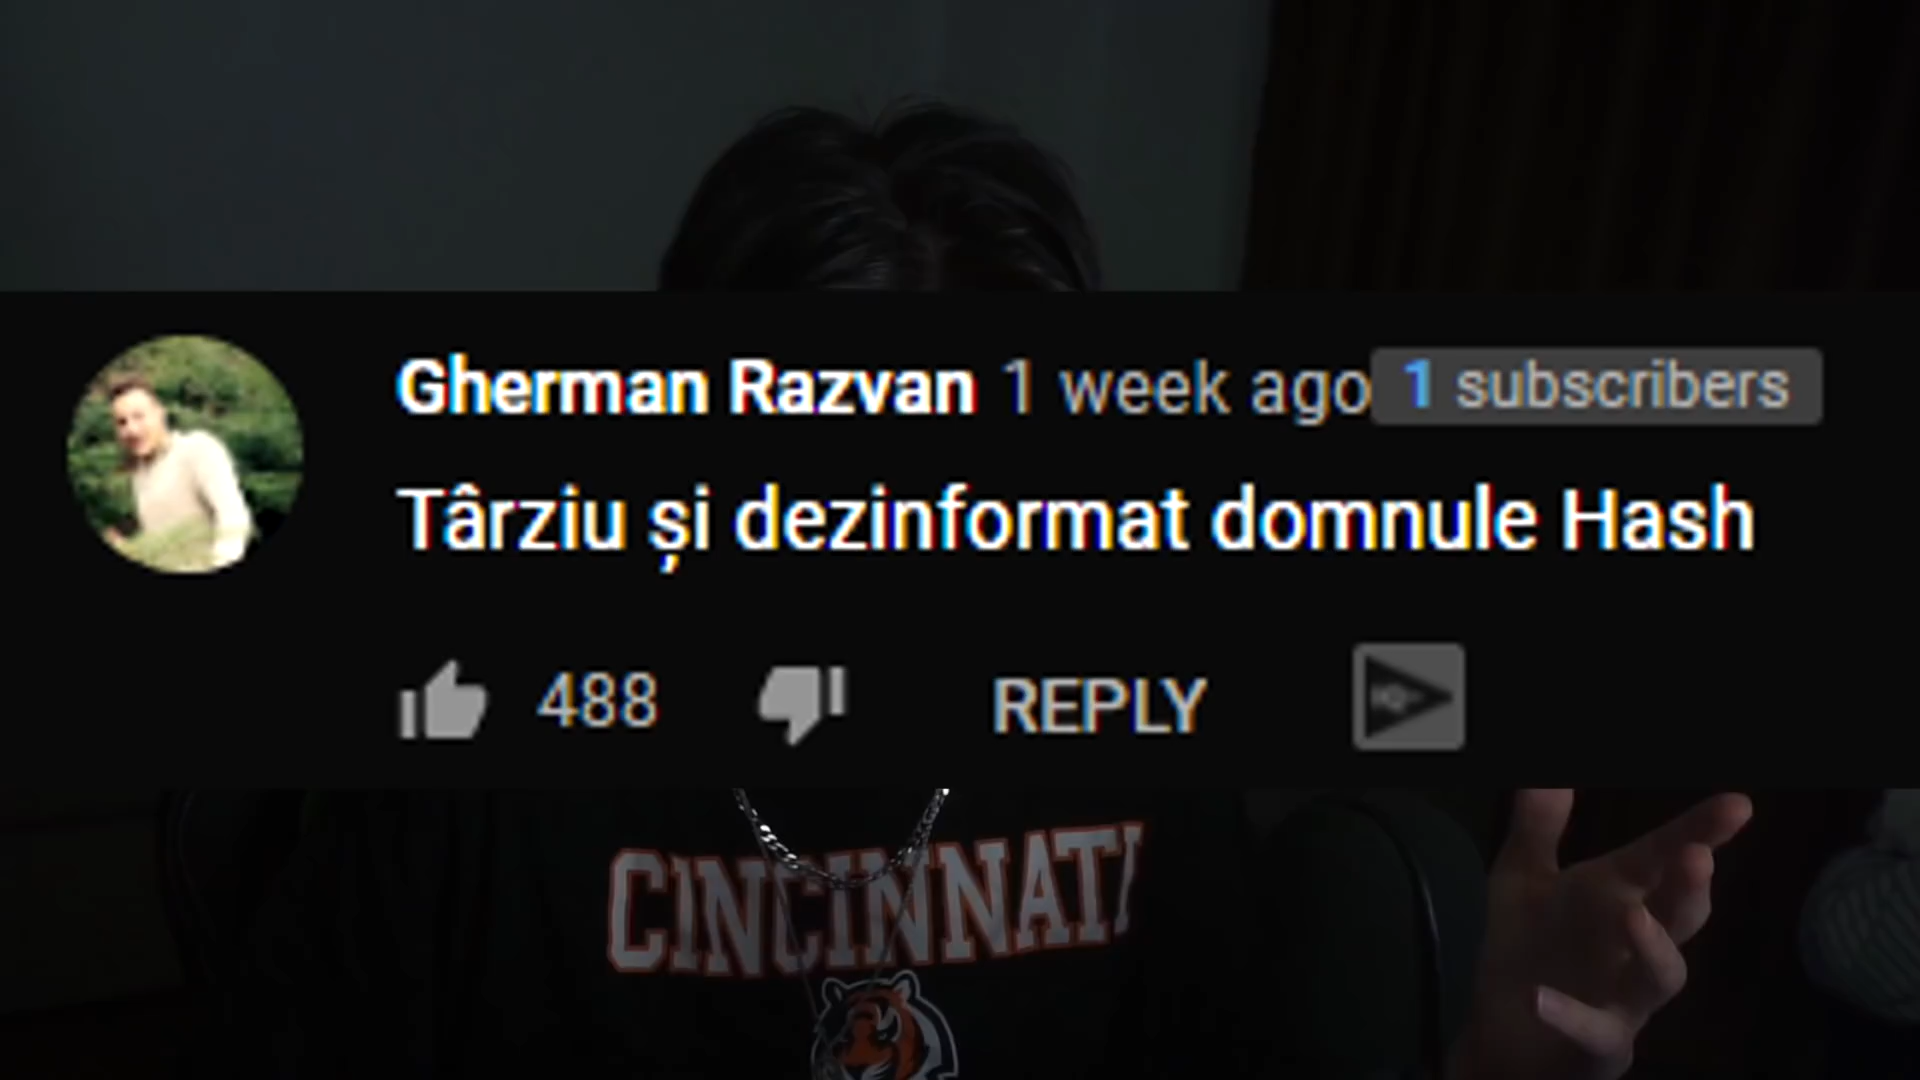 Gherman Razvan 1 week ago 1 subscribers
Târziu și dezinformat domnule Hash
488 REPLY
CINCINNATI